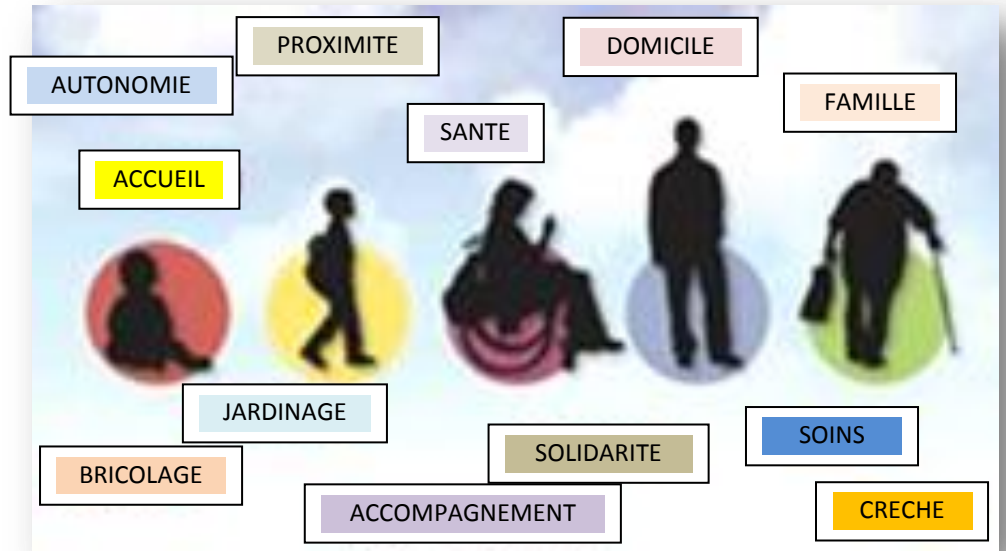 PROXIMITE
DOMICILE
AUTONOMIE
FAMILLE
SANTE
ACCUEIL
JARDINAGE
SOINS
SOLIDARITE
BRICOLAGE
ACCOMPAGNEMENT
CRECHE